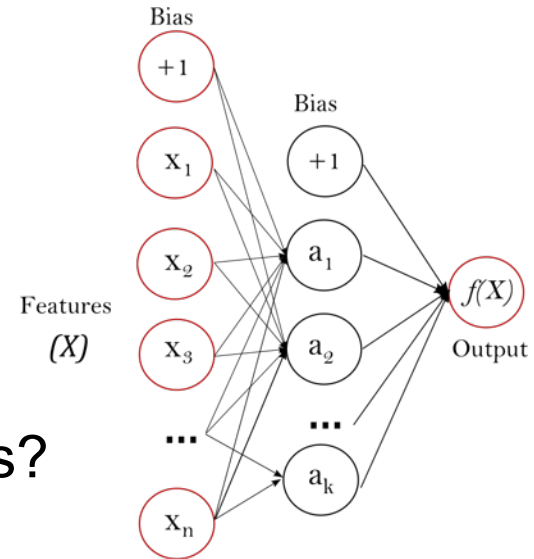 Bias
+1
Bias
x1
+1
x2
a1
Features
(X)
f(X)
x3
a2
Output
...
...
s?
ak
xn